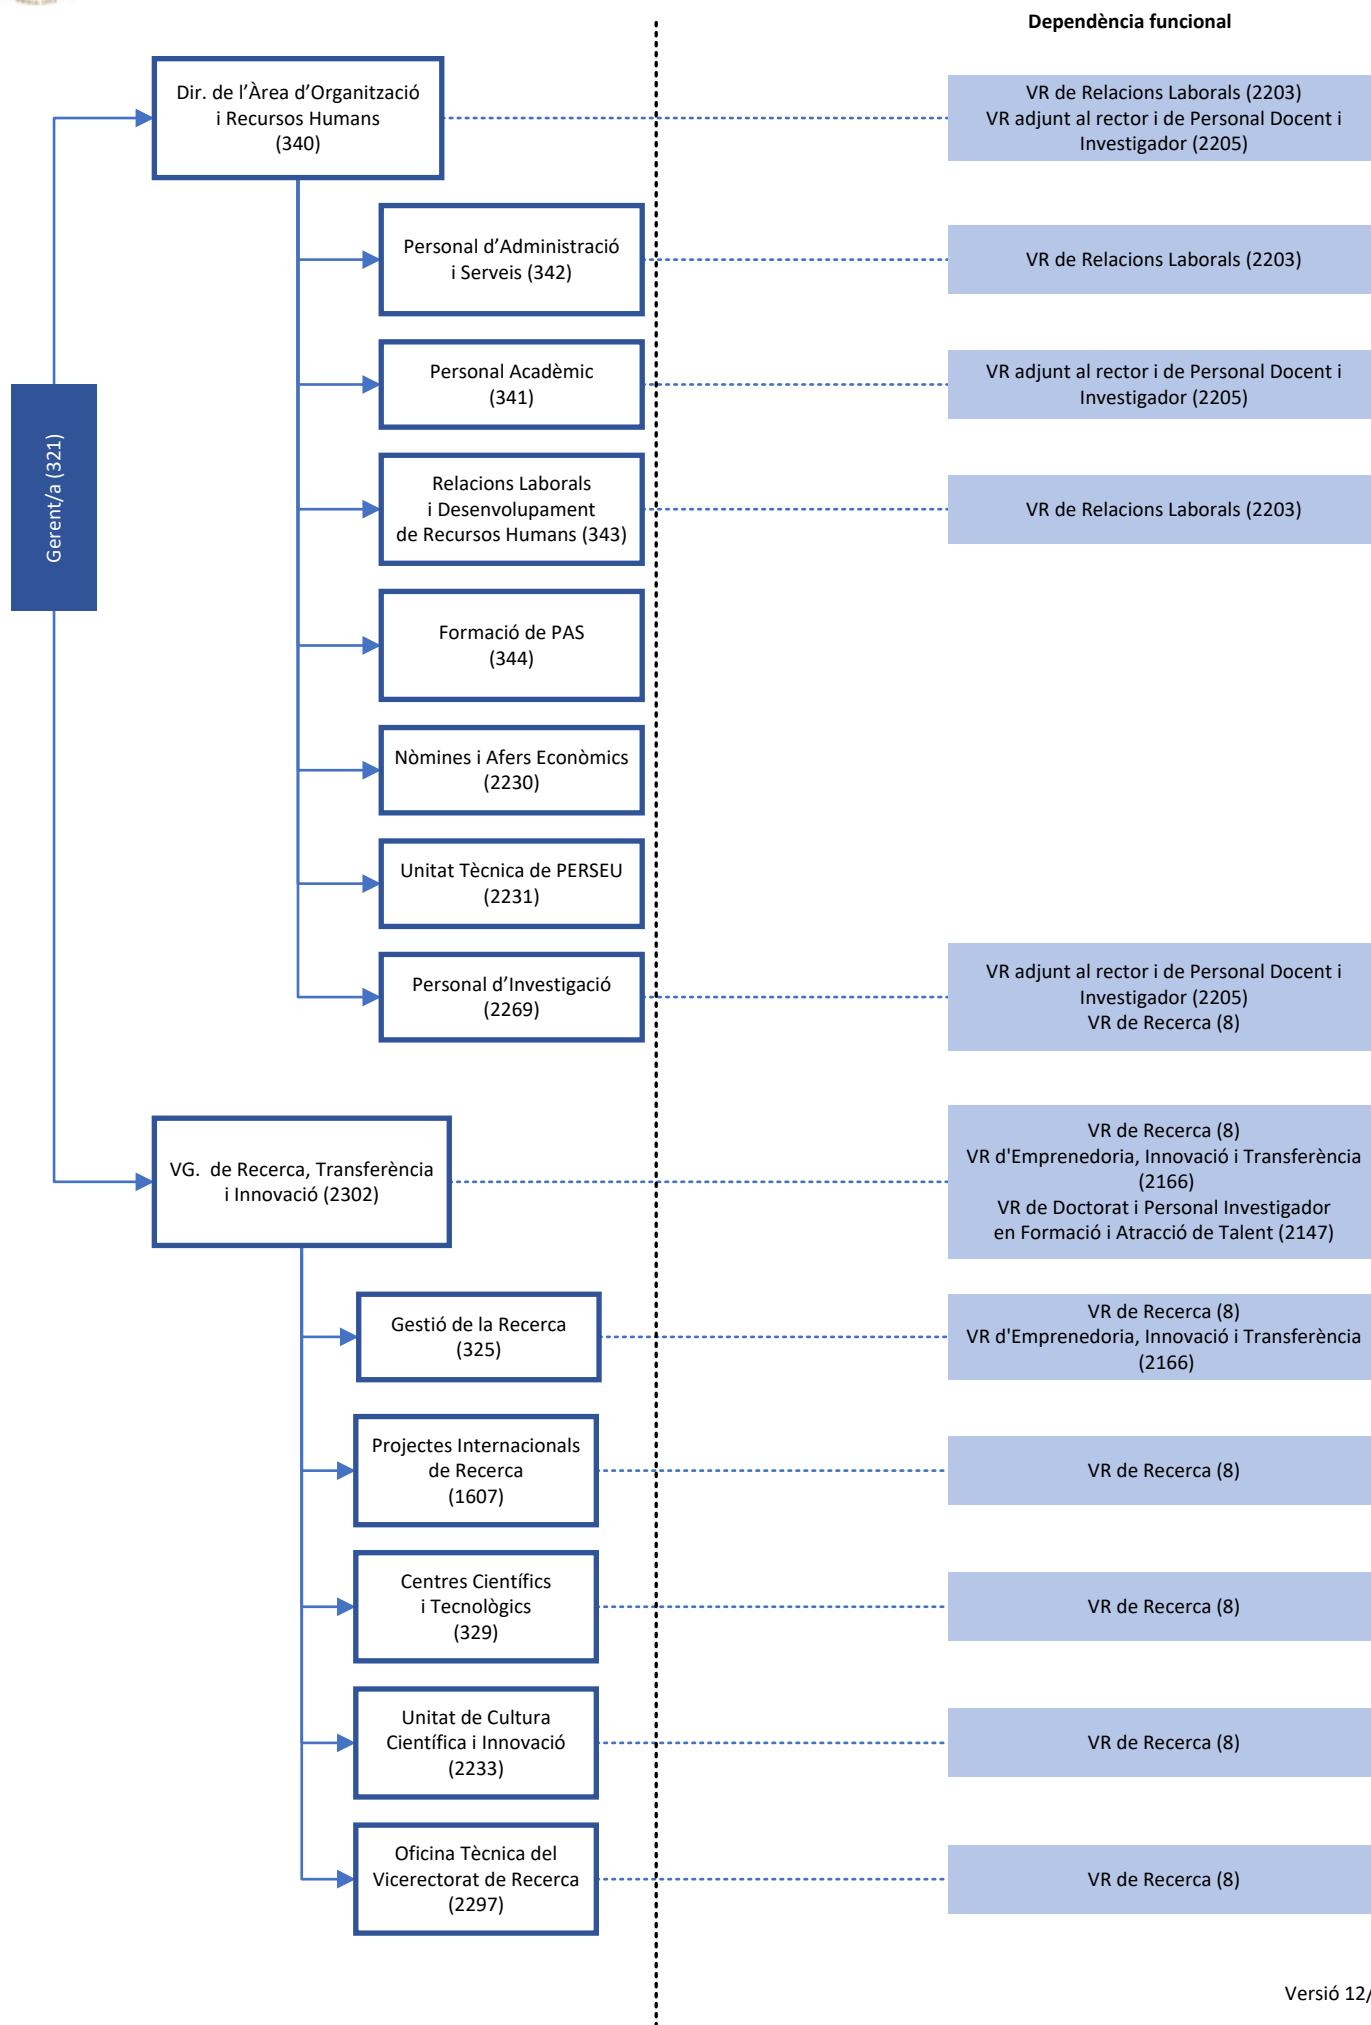 Dependència funcional
Dir. de l'Àrea d'Organització
i Recursos Humans
(340)
VR de Relacions Laborals (2203)
VR adjunt al rector i de Personal Docent i
Investigador (2205)
Personal d'Administració
i Serveis (342)
VR de Relacions Laborals (2203)
Personal Acadèmic
(341)
VR adjunt al rector i de Personal Docent i
Investigador (2205)
Gerent/a (321)
Relacions Laborals
i Desenvolupament
de Recursos Humans (343)
VR de Relacions Laborals (2203)
Formació de PAS
(344)
Nòmines i Afers Econòmics
(2230)
Unitat Tècnica de PERSEU
(2231)
Personal d'Investigació
(2269)
VR adjunt al rector i de Personal Docent i
Investigador (2205)
VR de Recerca (8)
VG.  de Recerca, Transferència
i Innovació (2302)
VR de Recerca (8)
VR d'Emprenedoria, Innovació i Transferència
(2166)
VR de Doctorat i Personal Investigador
en Formació i Atracció de Talent (2147)
Gestió de la Recerca
(325)
VR de Recerca (8)
VR d'Emprenedoria, Innovació i Transferència
(2166)
Projectes Internacionals
de Recerca
(1607)
VR de Recerca (8)
Centres Científics
i Tecnològics
(329)
VR de Recerca (8)
Unitat de Cultura
Científica i Innovació
(2233)
VR de Recerca (8)
Oficina Tècnica del
Vicerectorat de Recerca
(2297)
VR de Recerca (8)
Versió 12/